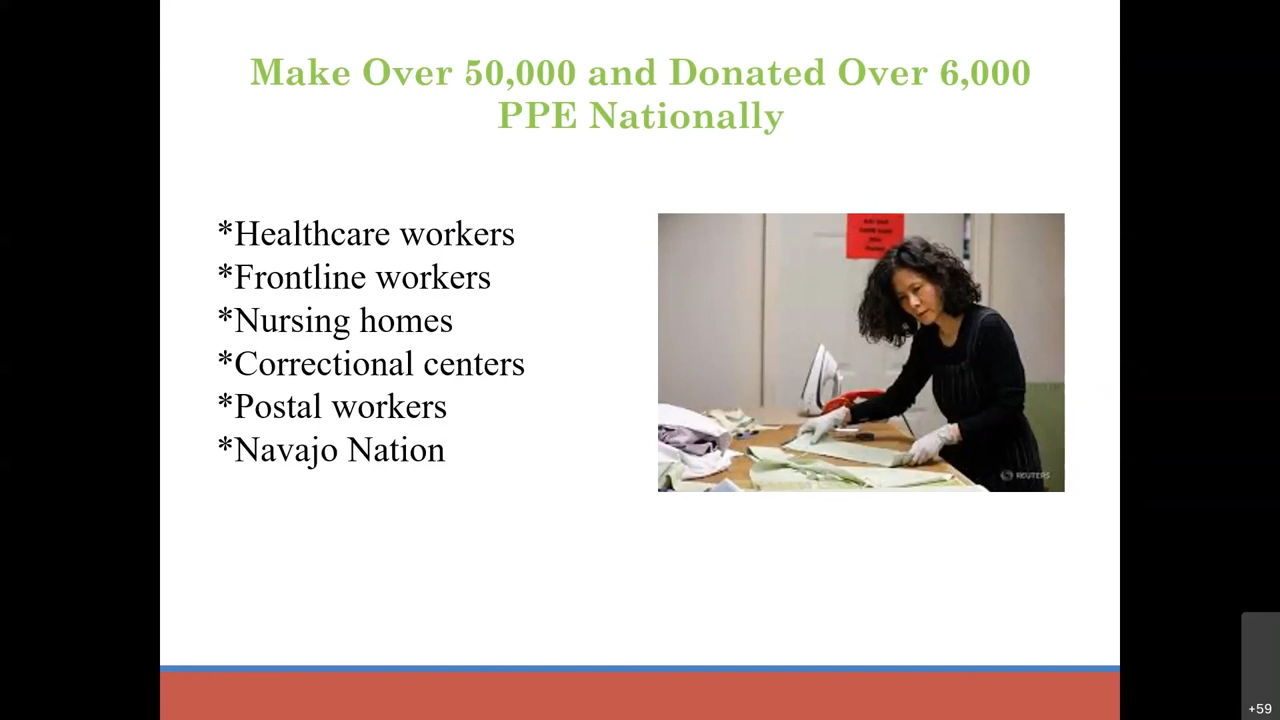 Make Over 50,000 and Donated Over 6,000
PPE Nationally
*Healthcare workers
*Frontline workers
*Nursing homes
*Correctional centers
*Postal workers
*Navajo Nation
REUTERS
+59